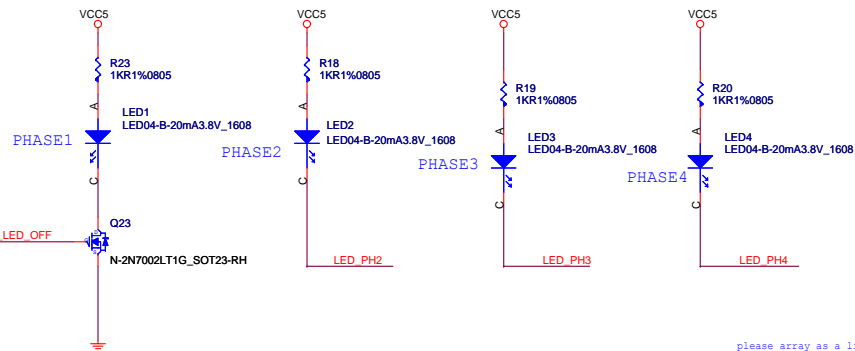 VCC5
VCC5
VCC5
VCC5
R23
1KR1%0805
R18
1KR1%0805
R19
1KR1%0805
R20
1KR1%0805
A
LED1
LED04-B-20mA3.8V_1608
PHASE1
C
A
LED2
LED04-B-20mA3.8V_1608
PHASE2
C
A
LED3
LED04-B-20mA3.8V_1608
PHASE3
C
A
LED4
LED04-B-20mA3.8V_1608
PHASE4
C
Q23
LED_OFF
N-2N7002LT1G_SOT23-RH
LED_PH2
LED_PH3
LED_PH4
please array as a li